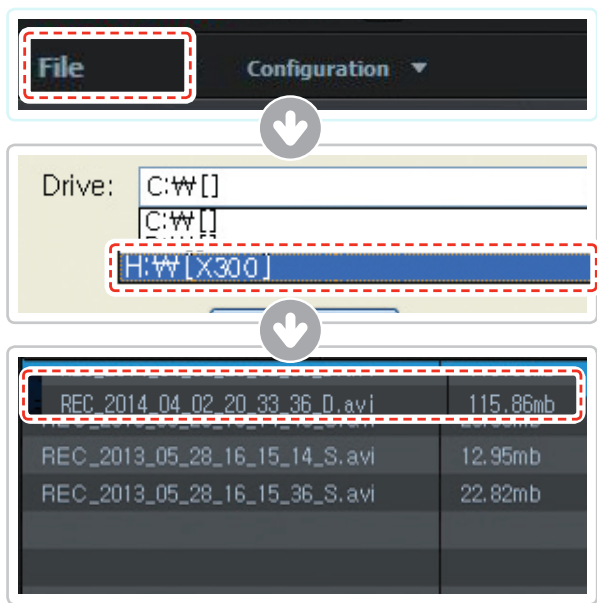 File Configuration ▼
Drive: C:₩[]
C:₩[]
H:₩[X300]
REC_2014_04_02_20_33_36_D.avi 115.86mb
REC_2013_05_28_16_15_14_S.avi 12.95mb
REC_2013_05_28_16_15_36_S.avi 22.82mb